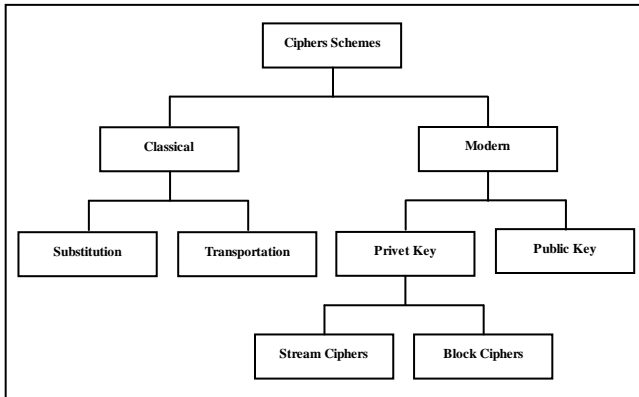 Ciphers Schemes
Classical
Modern
Substitution
Transportation
Privet Key
Public Key
Stream Ciphers
Block Ciphers